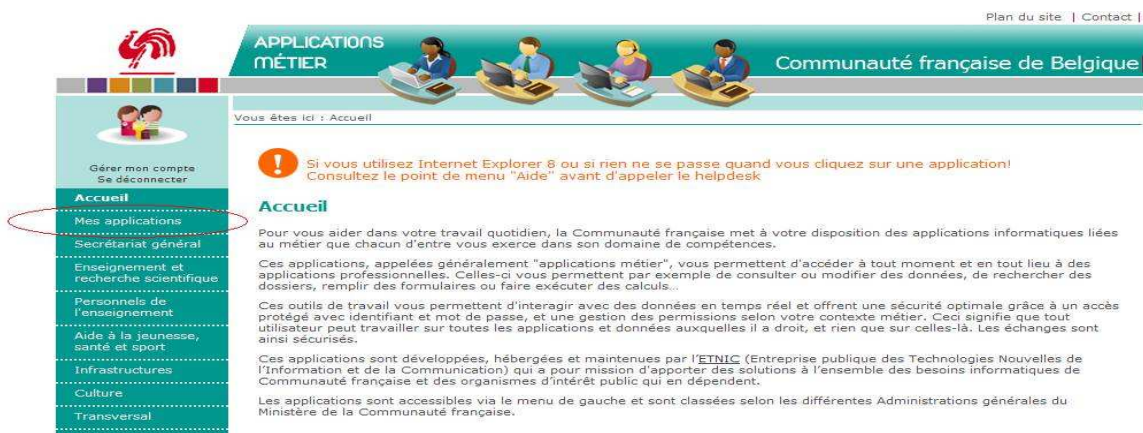 Plan du site | Contact |
APPLICATIONS
MÉTIER
Communauté française de Belgique
Vous êtes ici : Accueil
Gérer mon compte
Se déconnecter
Accueil
Mes applications
Secrétariat général
Enseignement et
recherche scientifique
Personnels de
l'enseignement
Aide à la jeunesse,
santé et sport
Infrastructures
Culture
Transversal
!
Si vous utilisez Internet Explorer 8 ou si rien ne se passe quand vous cliquez sur une application!
Consultez le point de menu "Aide" avant d'appeler le helpdesk
Accueil
Pour vous aider dans votre travail quotidien, la Communauté française met à votre disposition des applications informatiques liées
au métier que chacun d'entre vous exerce dans son domaine de compétences.
Ces applications, appelées généralement "applications métier", vous permettent d'accéder à tout moment et en tout lieu à des
applications professionnelles. Celles-ci vous permettent par exemple de consulter ou modifier des données, de rechercher des
dossiers, remplir des formulaires ou faire exécuter des calculs...
Ces outils de travail vous permettent d'interagir avec des données en temps réel et offrent une sécurité optimale grâce à un accès
protégé avec identifiant et mot de passe, et une gestion des permissions selon votre contexte métier. Ceci signifie que tout
utilisateur peut travailler sur toutes les applications et données auxquelles il a droit, et rien que sur celles-là. Les échanges sont
ainsi sécurisés.
Ces applications sont développées, hébergées et maintenues par l'ETNIC (Entreprise publique des Technologies Nouvelles de
l'Information et de la Communication) qui a pour mission d'apporter des solutions à l'ensemble des besoins informatiques de
Communauté française et des organismes d'intérêt public qui en dépendent.
Les applications sont accessibles via le menu de gauche et sont classées selon les différentes Administrations générales du
Ministère de la Communauté française.